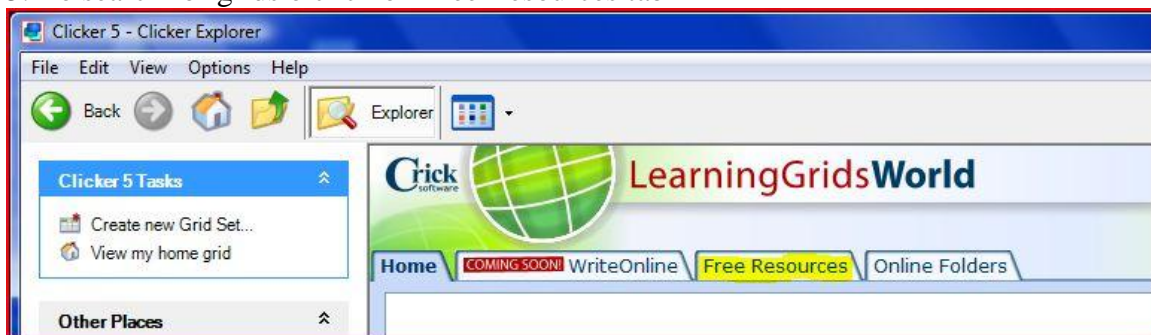 Clicker 5 - Clicker Explorer
File Edit View Options Help
Back Explorer
Clicker 5 Tasks
Create new Grid Set...
View my home grid
Other Places
Crick software LearningGridsWorld
Home COMING SOON! WriteOnline Free Resources Online Folders